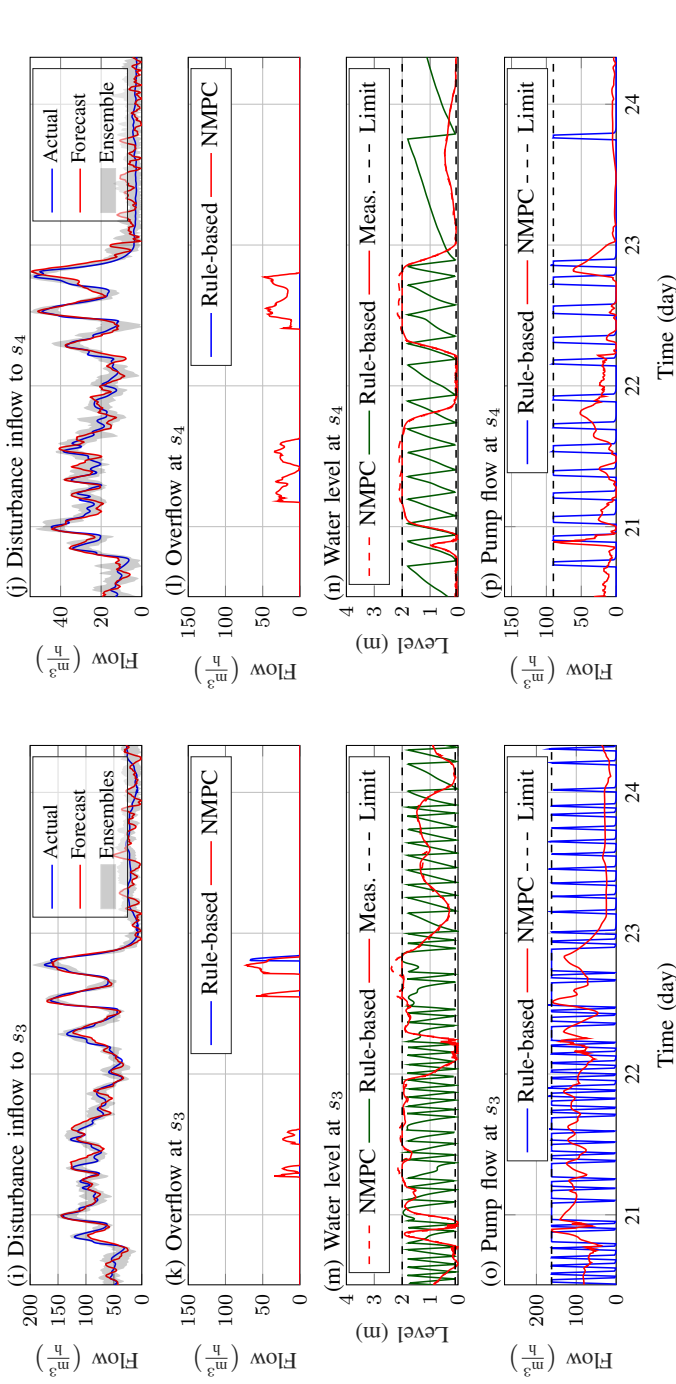 (i) Disturbance inflow to s₃
Flow (m³/h)
200
150
100
50
0
Actual
Forecast
Ensembles
(k) Overflow at s₃
Flow (m³/h)
150
100
50
0
Rule-based NMPC
(m) Water level at s₃
Level (m)
4
3
2
1
0
NMPC Rule-based Meas. Limit
(o) Pump flow at s₃
Flow (m³/h)
200
100
0
Rule-based NMPC Limit
21 22 23 24
Time (day)
(j) Disturbance inflow to s₄
Flow (m³/h)
40
20
0
Actual
Forecast
Ensemble
(l) Overflow at s₄
Flow (m³/h)
150
100
50
0
Rule-based NMPC
(n) Water level at s₄
Level (m)
4
3
2
1
0
NMPC Rule-based Meas. Limit
(p) Pump flow at s₄
Flow (m³/h)
150
100
50
0
Rule-based NMPC Limit
21 22 23 24
Time (day)